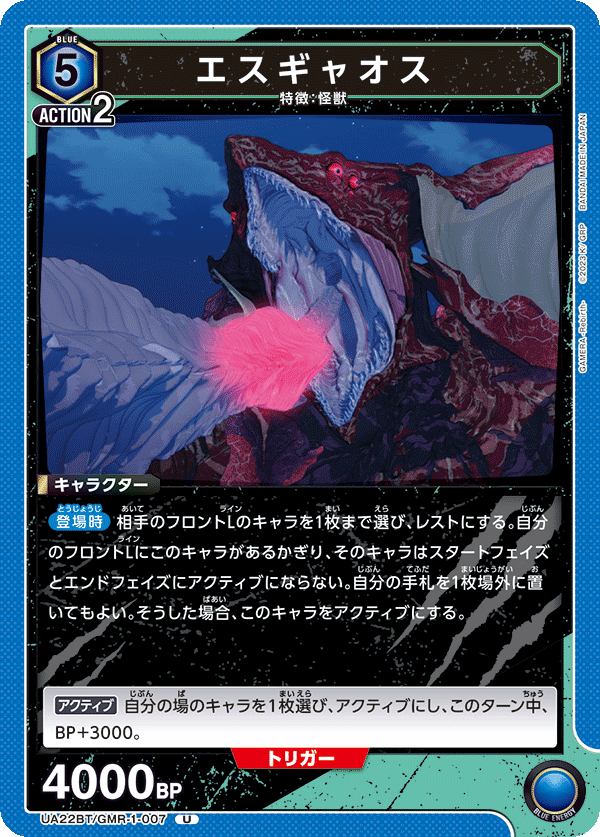 BLUE
5
ACTION2
エスギャオス
特徴:怪獣
GAMERA -Rebirth- ©2023 K/ GRP BANDAI MADE IN JAPAN
キャラクター
登場時 相手のフロントLのキャラを1枚まで選び、レストにする。自分
のフロントLにこのキャラがあるかぎり、そのキャラはスタートフェイズ
とエンドフェイズにアクティブにならない。自分の手札を1枚場外に置
いてもよい。そうした場合、このキャラをアクティブにする。
アクティブ 自分の場のキャラを1枚選び、アクティブにし、このターン中、
BP+3000。
トリガー
4000BP
BLUE ENERGY
UA22BT/GMR-1-007 U